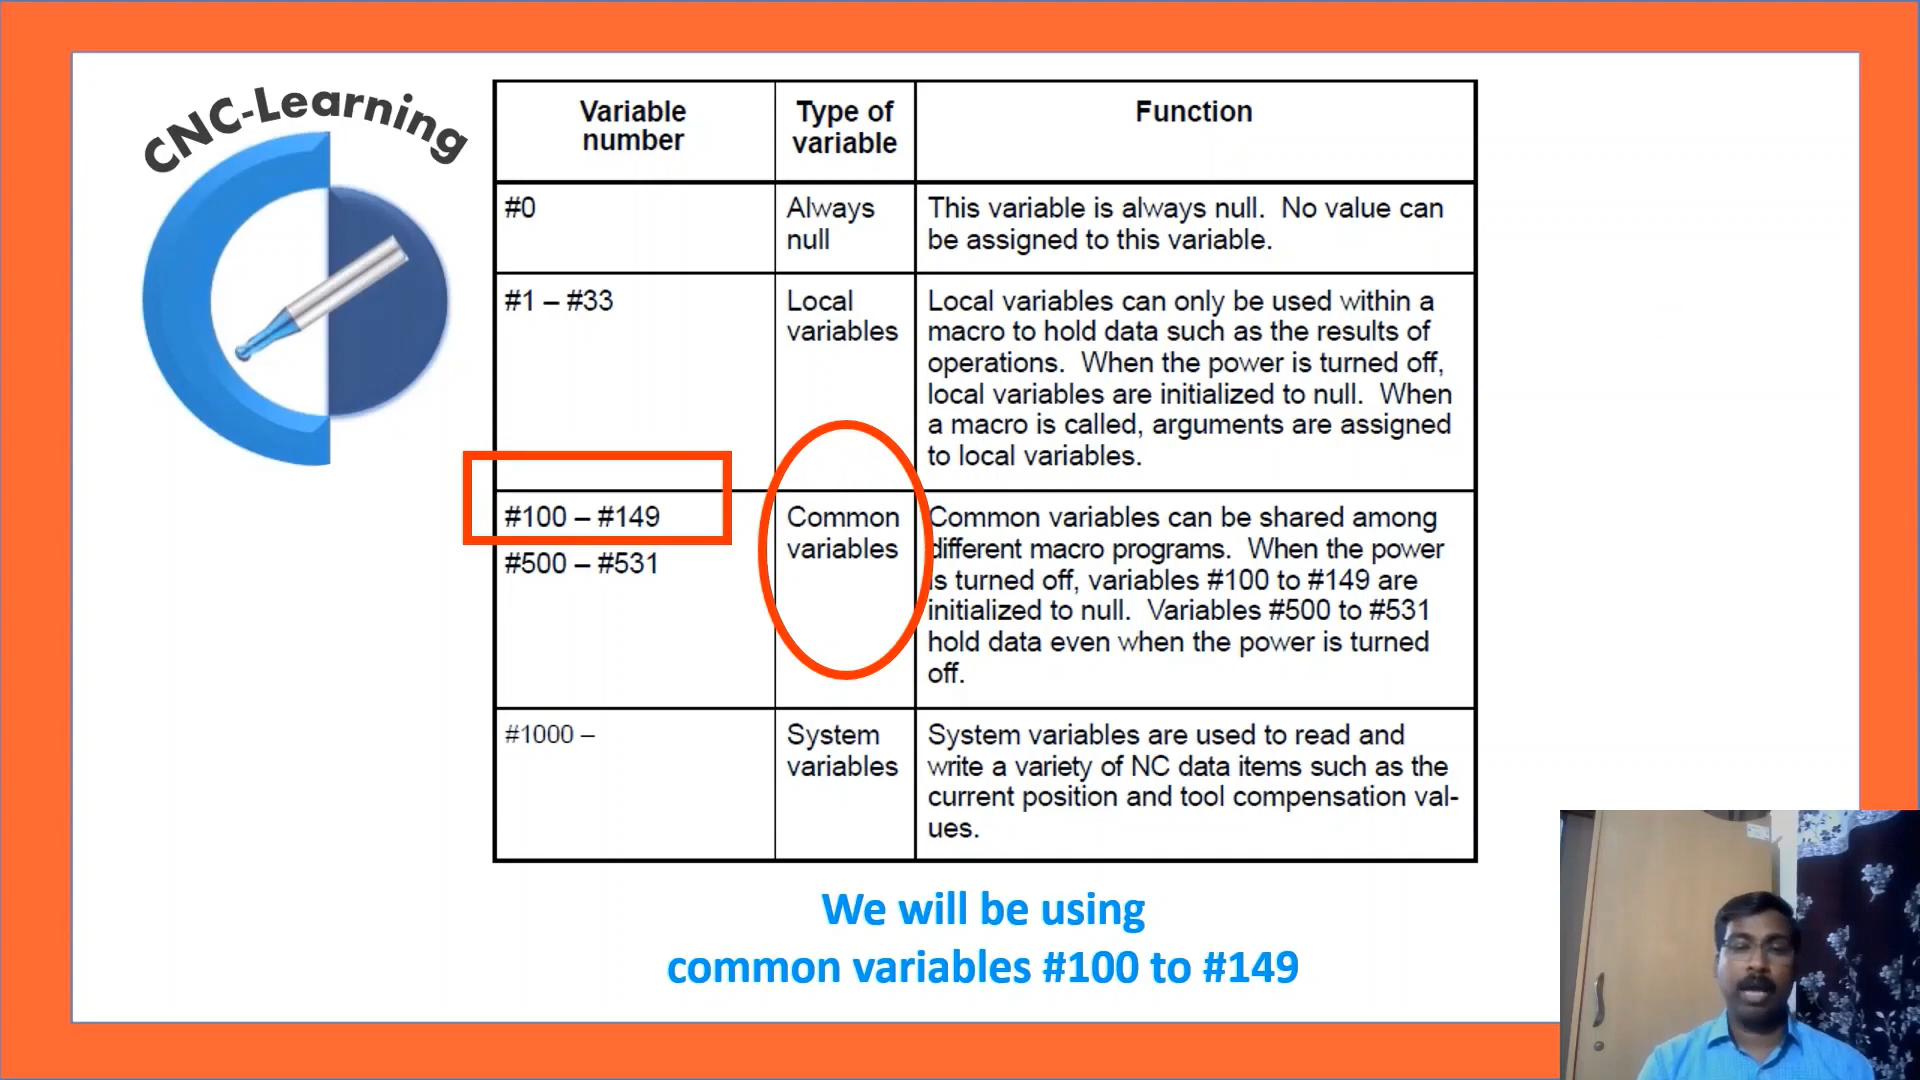 CNC-Learning
Variable number
Type of variable
Function
#0
Always null
This variable is always null. No value can
be assigned to this variable.
#1 – #33
Local variables
Local variables can only be used within a
macro to hold data such as the results of
operations. When the power is turned off,
local variables are initialized to null. When
a macro is called, arguments are assigned
to local variables.
#100 – #149
#500 – #531
Common variables
Common variables can be shared among
different macro programs. When the power
is turned off, variables #100 to #149 are
initialized to null. Variables #500 to #531
hold data even when the power is turned
off.
#1000 –
System variables
System variables are used to read and
write a variety of NC data items such as the
current position and tool compensation val-
ues.
We will be using
common variables #100 to #149